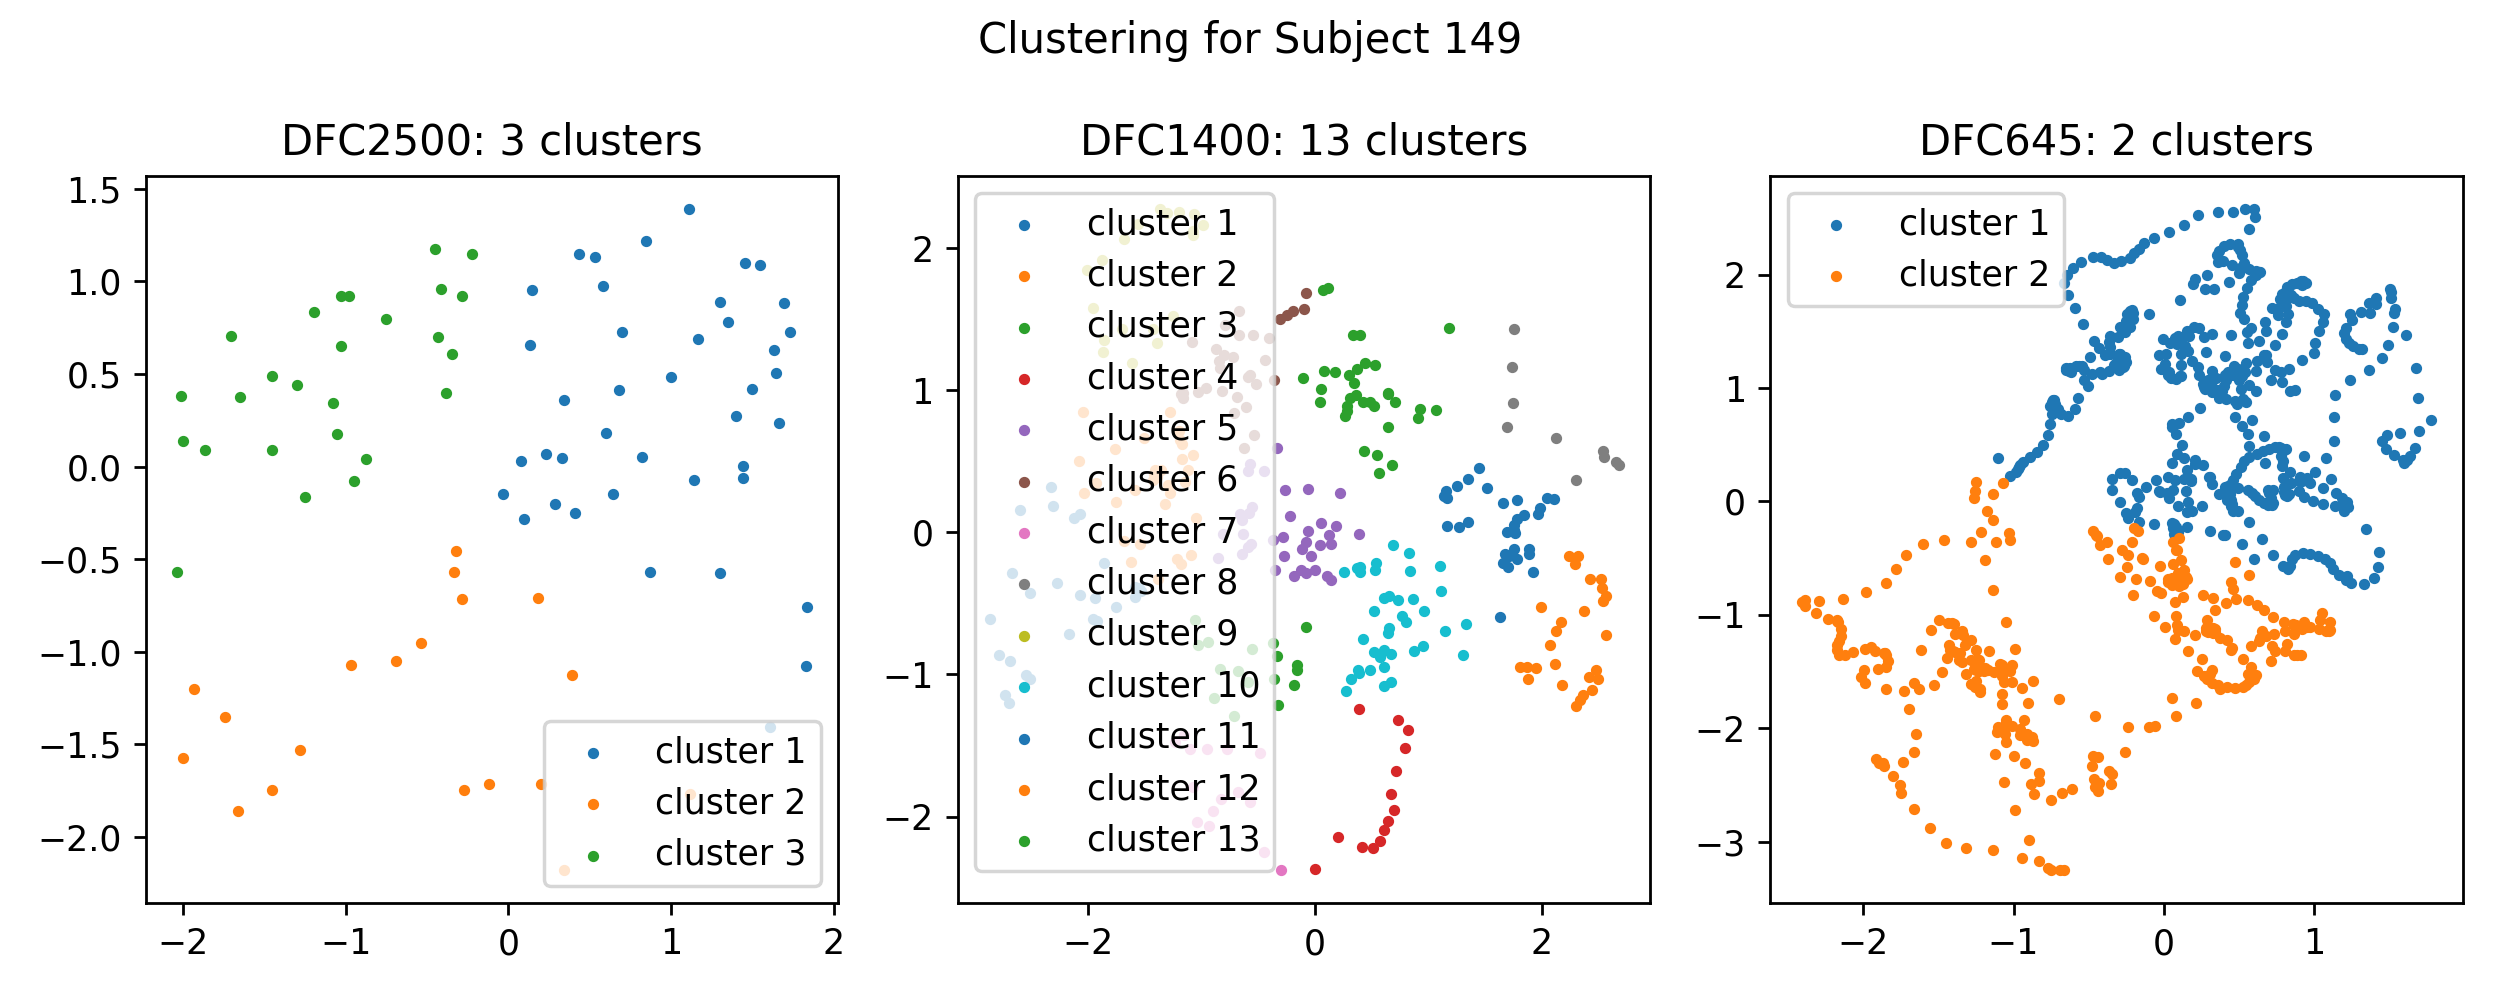 Clustering for Subject 149
DFC2500: 3 clusters
1.5
1.0
0.5
0.0
−0.5
−1.0
−1.5
−2.0
−2
−1
0
1
2
cluster 1
cluster 2
cluster 3
DFC1400: 13 clusters
2
1
0
−1
−2
−2
0
2
cluster 1
cluster 2
cluster 3
cluster 4
cluster 5
cluster 6
cluster 7
cluster 8
cluster 9
cluster 10
cluster 11
cluster 12
cluster 13
DFC645: 2 clusters
2
1
0
−1
−2
−3
−2
−1
0
1
cluster 1
cluster 2